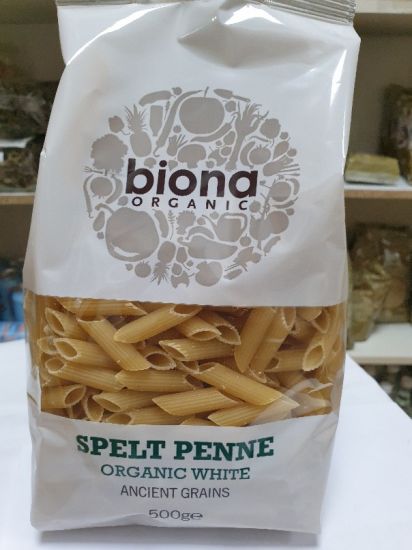 biona
ORGANIC
SPELT PENNE
ORGANIC WHITE
ANCIENT GRAINS
500g℮